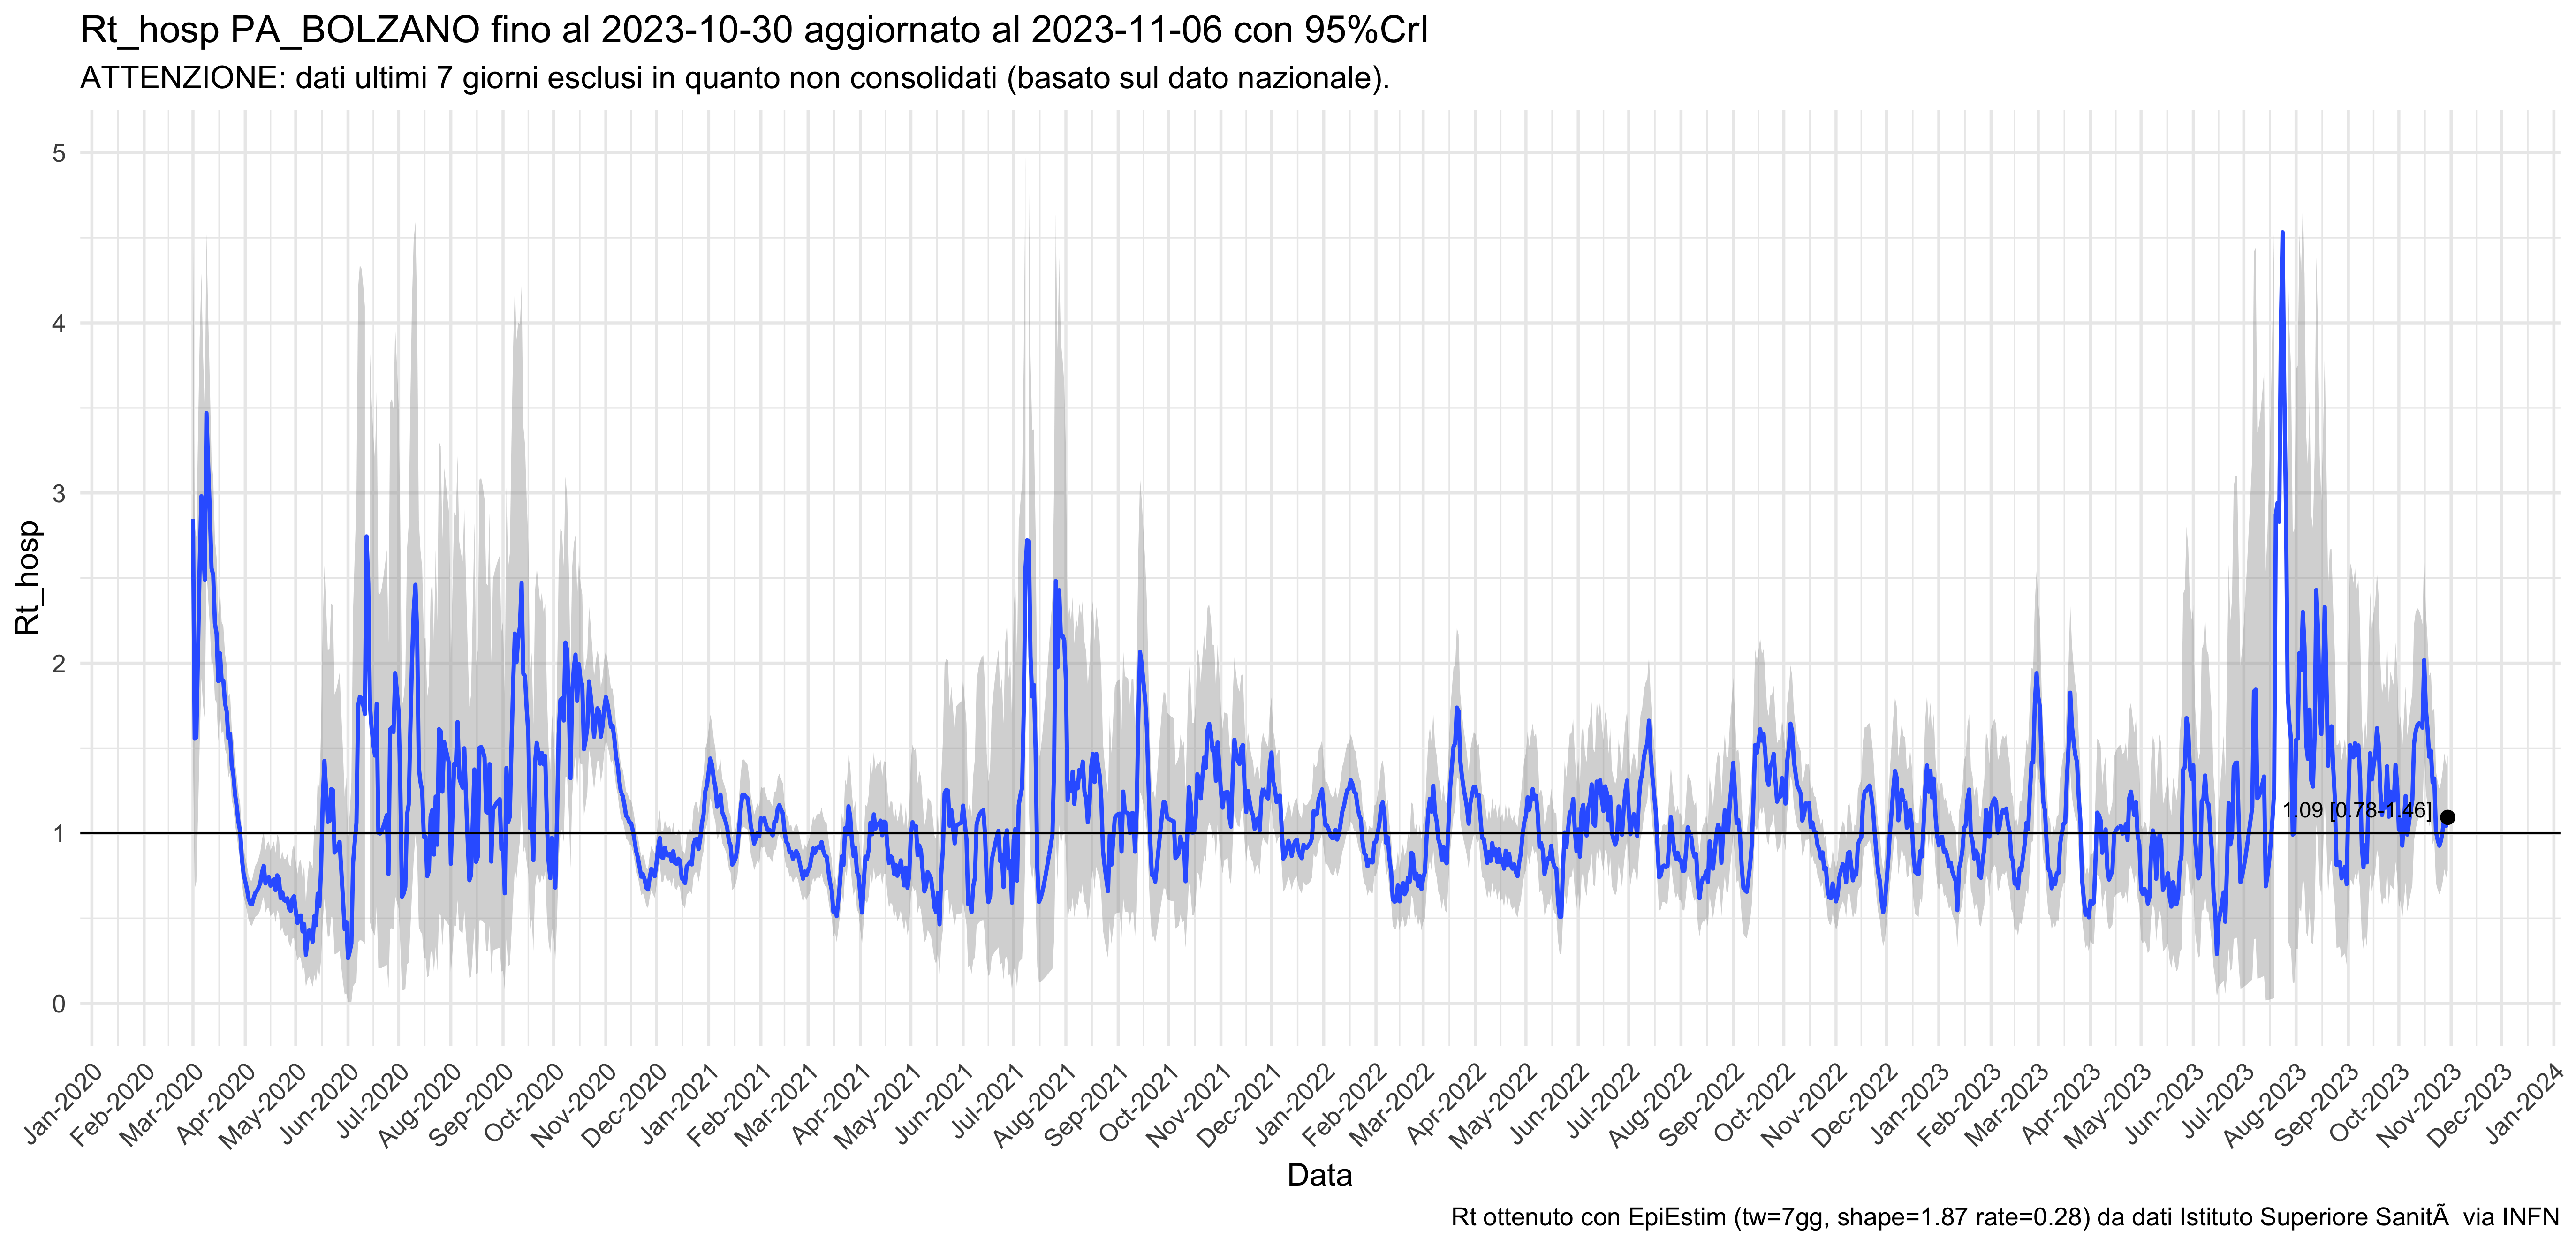 Rt_hosp PA_BOLZANO fino al 2023-10-30 aggiornato al 2023-11-06 con 95%CrI
ATTENZIONE: dati ultimi 7 giorni esclusi in quanto non consolidati (basato sul dato nazionale).
Rt_hosp
5
4
3
2
1
0
1.09 [0.78-1.46]
Jan-2020
Feb-2020
Mar-2020
Apr-2020
May-2020
Jun-2020
Jul-2020
Aug-2020
Sep-2020
Oct-2020
Nov-2020
Dec-2020
Jan-2021
Feb-2021
Mar-2021
Apr-2021
May-2021
Jun-2021
Jul-2021
Aug-2021
Sep-2021
Oct-2021
Nov-2021
Dec-2021
Jan-2022
Feb-2022
Mar-2022
Apr-2022
May-2022
Jun-2022
Jul-2022
Aug-2022
Sep-2022
Oct-2022
Nov-2022
Dec-2022
Jan-2023
Feb-2023
Mar-2023
Apr-2023
May-2023
Jun-2023
Jul-2023
Aug-2023
Sep-2023
Oct-2023
Nov-2023
Dec-2023
Jan-2024
Data
Rt ottenuto con EpiEstim (tw=7gg, shape=1.87 rate=0.28) da dati Istituto Superiore SanitÃ  via INFN